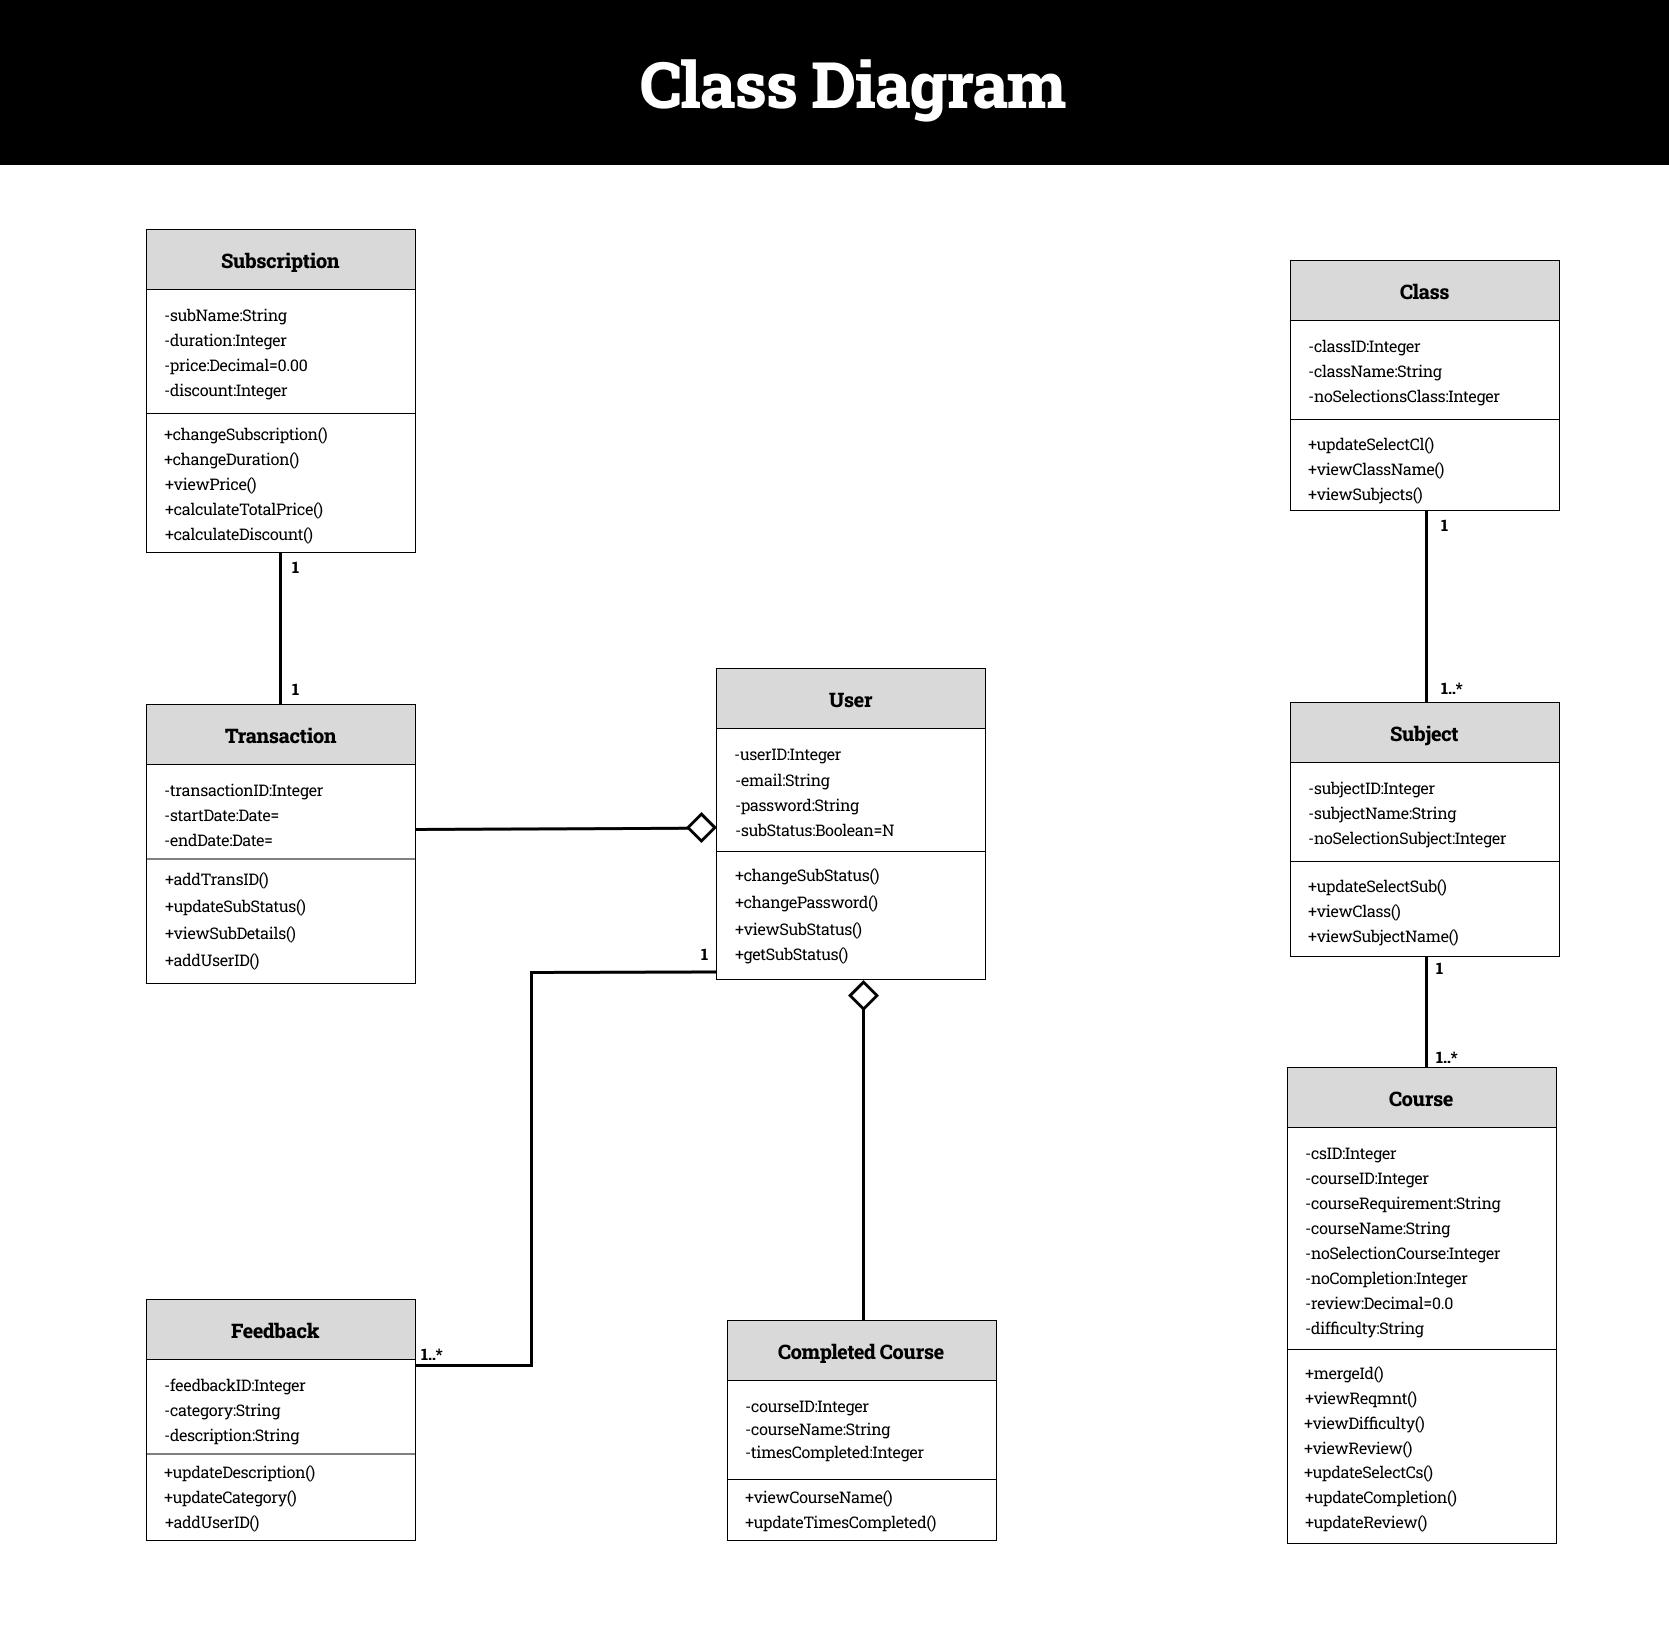 Class Diagram
Subscription
-subName:String
-duration:Integer
-price:Decimal=0.00
-discount:Integer
+changeSubscription()
+changeDuration()
+viewPrice()
+calculateTotalPrice()
+calculateDiscount()
1
1
Transaction
-transactionID:Integer
-startDate:Date=
-endDate:Date=
+addTransID()
+updateSubStatus()
+viewSubDetails()
+addUserID()
User
-userID:Integer
-email:String
-password:String
-subStatus:Boolean=N
+changeSubStatus()
+changePassword()
+viewSubStatus()
+getSubStatus()
1
1..*
Feedback
-feedbackID:Integer
-category:String
-description:String
+updateDescription()
+updateCategory()
+addUserID()
Completed Course
-courseID:Integer
-courseName:String
-timesCompleted:Integer
+viewCourseName()
+updateTimesCompleted()
Class
-classID:Integer
-className:String
-noSelectionsClass:Integer
+updateSelectCl()
+viewClassName()
+viewSubjects()
1
1..*
Subject
-subjectID:Integer
-subjectName:String
-noSelectionSubject:Integer
+updateSelectSub()
+viewClass()
+viewSubjectName()
1
1..*
Course
-csID:Integer
-courseID:Integer
-courseRequirement:String
-courseName:String
-noSelectionCourse:Integer
-noCompletion:Integer
-review:Decimal=0.0
-difficulty:String
+mergeId()
+viewReqmnt()
+viewDifficulty()
+viewReview()
+updateSelectCs()
+updateCompletion()
+updateReview()